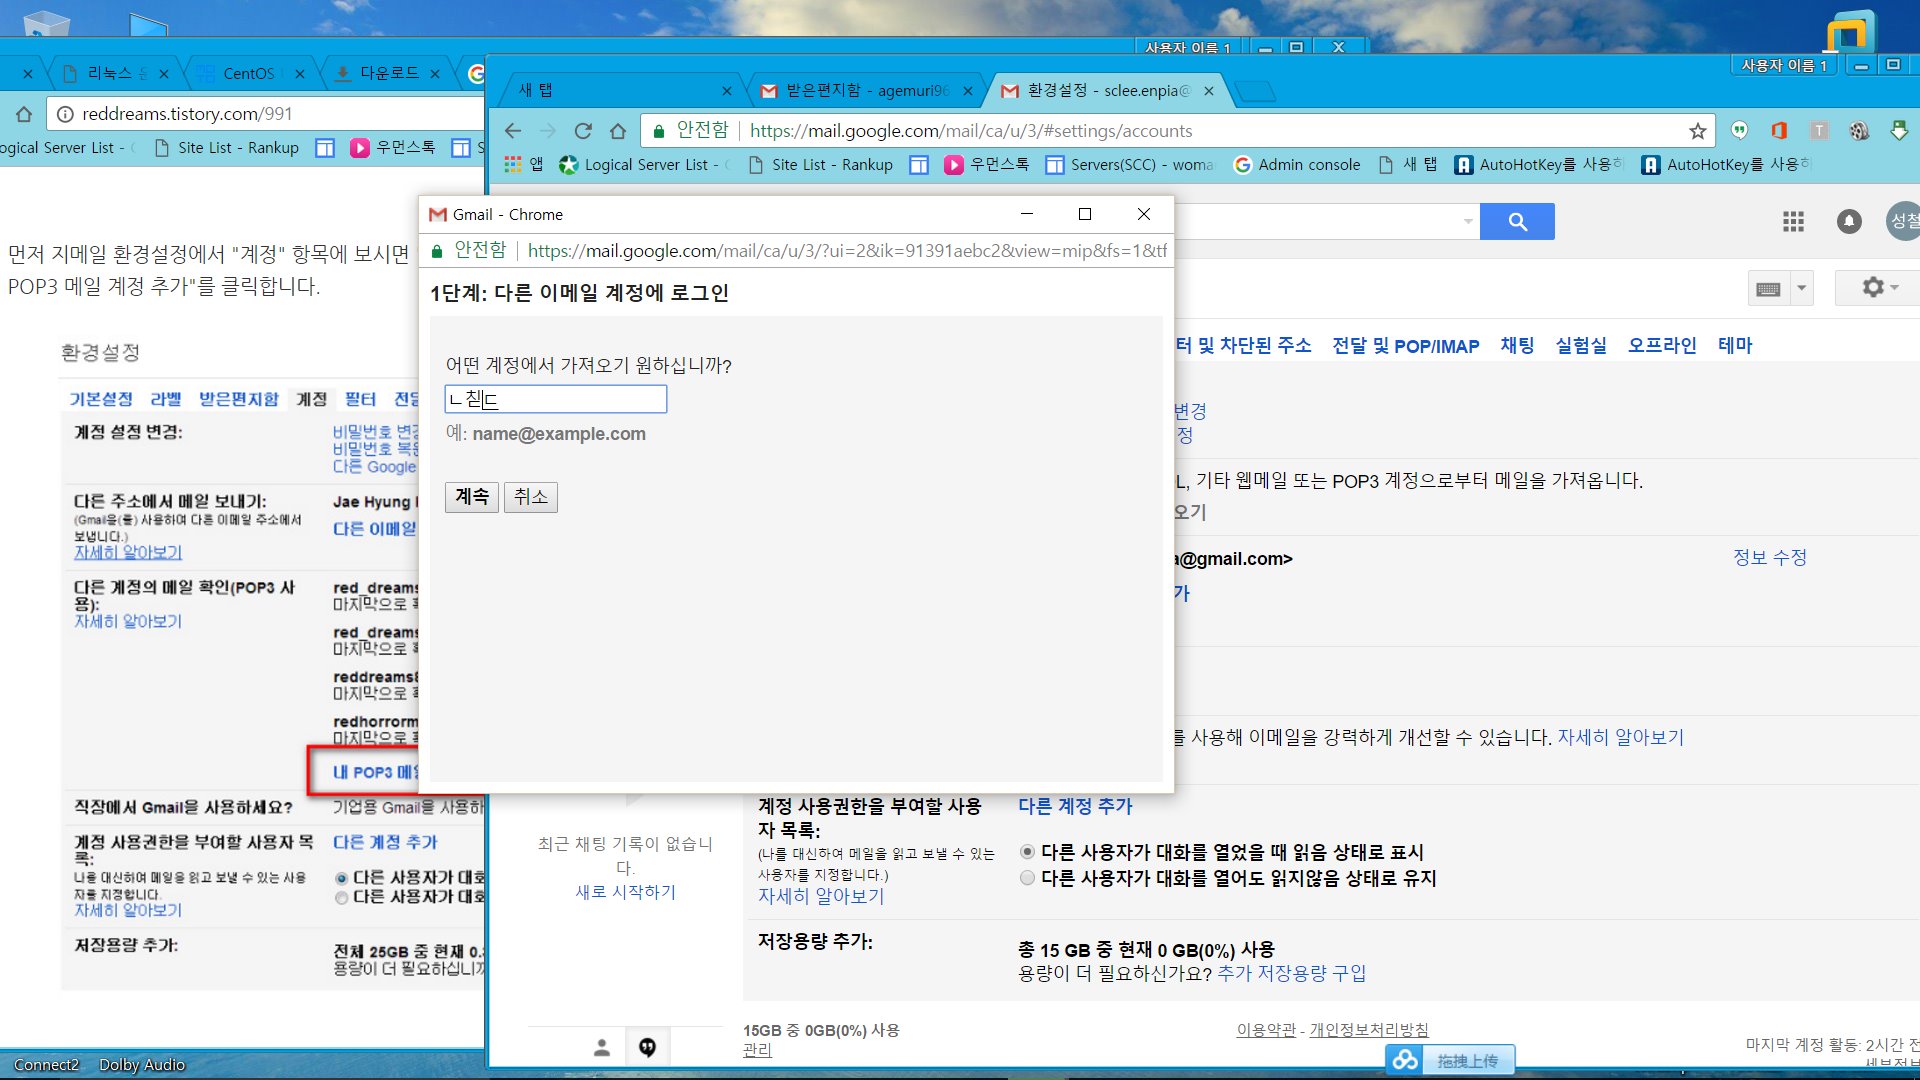 사용자 이름 1
사용자 이름 1
리눅스
CentOS
다운로드
reddreams.tistory.com/991
ogical Server List -
Site List - Rankup
우먼스톡
먼저 지메일 환경설정에서 "계정" 항목에 보시면
POP3 메일 계정 추가"를 클릭합니다.
환경설정
기본설정 라벨 받은편지함 계정 필터
계정 설정 변경:
다른 Google
다른 주소에서 메일 보내기:
(Gmail을(를) 사용하여 다른 이메일 주소에서
보냅니다.)
자세히 알아보기
Jae Hyung
다른 이메일
다른 계정의 메일 확인(POP3 사
용):
자세히 알아보기
red_dreams
마지막으로
red_dreams
마지막으로
reddreams8
마지막으로
redhorrorm
마지막으로
내 POP3
직장에서 Gmail을 사용하세요?
기업용 Gmail을 사용하
계정 사용권한을 부여할 사용자 목
록:
나를 대신하여 메일을 읽고 보낼 수 있는 사용
자를 지정합니다.
자세히 알아보기
다른 계정 추가
다른 사용자가 대화
다른 사용자가 대화
저장용량 추가:
전체 25GB 중 현재 0.
용량이 더 필요하십니까
새 탭
받은편지함 - agemuri96
환경설정 - sclee.enpia@
안전함
https://mail.google.com/mail/ca/u/3/#settings/accounts
앱
Logical Server List -
Site List - Rankup
우먼스톡
Servers(SCC) - woma
Admin console
새 탭
AutoHotKey를 사용하
AutoHotKey를 사용하
성철
터 및 차단된 주소 전달 및 POP/IMAP 채팅 실험실 오프라인 테마
변경
정
L, 기타 웹메일 또는 POP3 계정으로부터 메일을 가져옵니다.
오기
a@gmail.com>
정보 수정
가
를 사용해 이메일을 강력하게 개선할 수 있습니다. 자세히 알아보기
Gmail - Chrome
안전함
https://mail.google.com/mail/ca/u/3/?ui=2&ik=91391aebc2&view=mip&fs=1&tf
1단계: 다른 이메일 계정에 로그인
어떤 계정에서 가져오기 원하십니까?
ㄴ칟ㄷ
예: name@example.com
계속
취소
계정 사용권한을 부여할 사용
자 목록:
(나를 대신하여 메일을 읽고 보낼 수 있는
사용자를 지정합니다.)
자세히 알아보기
다른 계정 추가
다른 사용자가 대화를 열었을 때 읽음 상태로 표시
다른 사용자가 대화를 열어도 읽지않음 상태로 유지
저장용량 추가:
총 15 GB 중 현재 0 GB(0%) 사용
용량이 더 필요하신가요? 추가 저장용량 구입
최근 채팅 기록이 없습니
다.
새로 시작하기
15GB 중 0GB(0%) 사용
관리
이용약관 - 개인정보처리방침
마지막 계정 활동: 2시간 전
세부정보
拖拽上传
Connect2
Dolby Audio